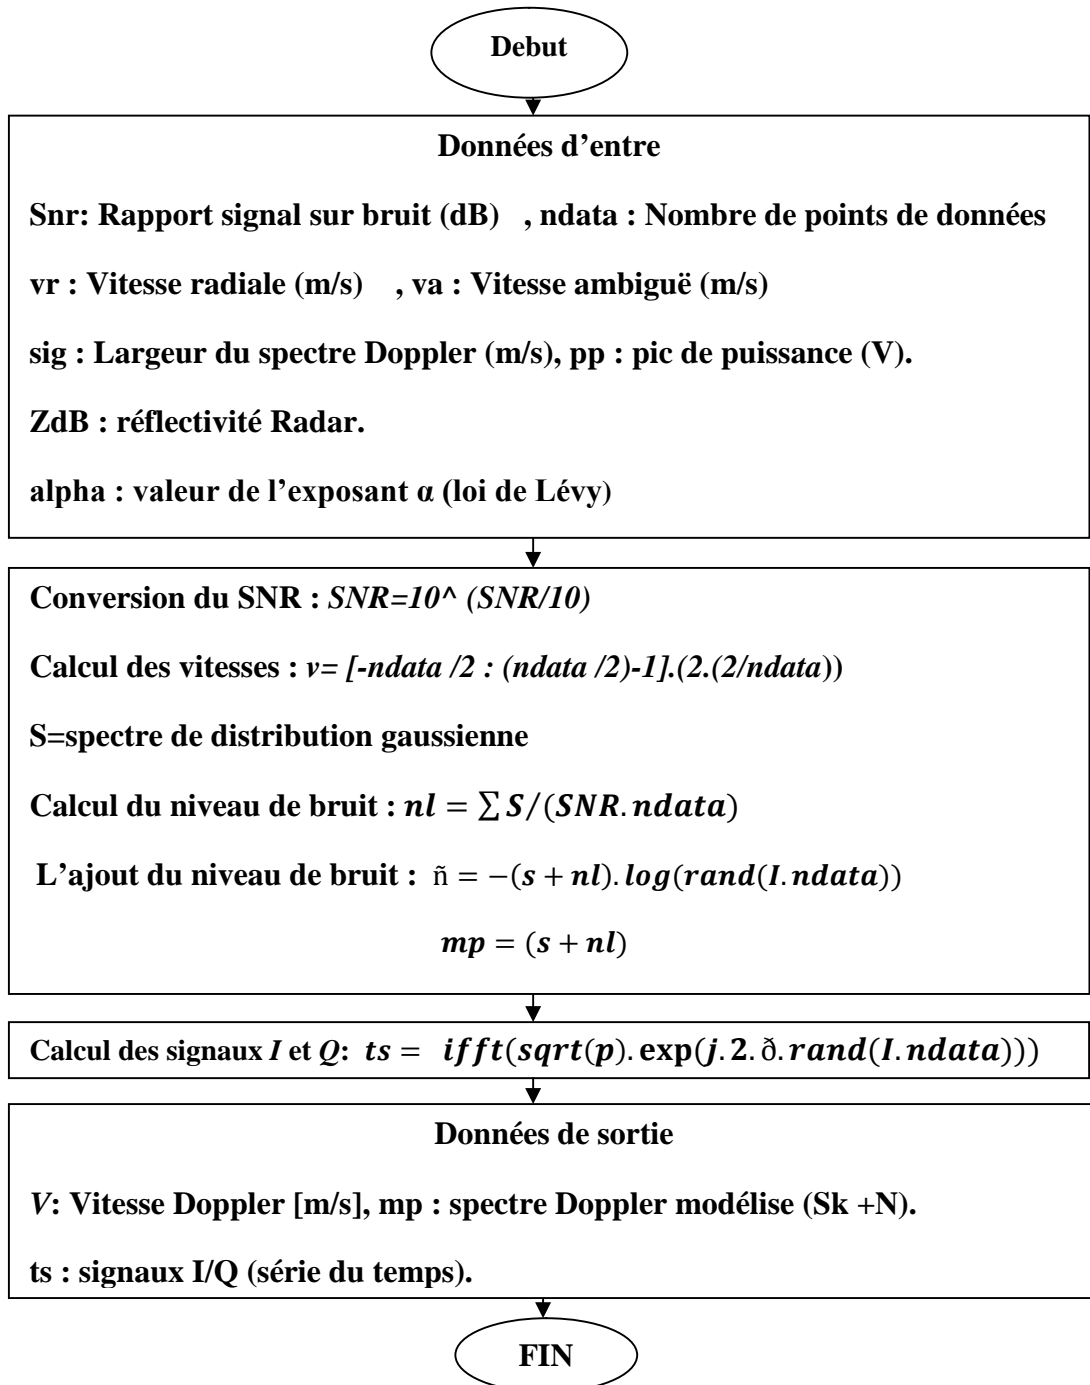 Debut
Données d’entre
Snr: Rapport signal sur bruit (dB) , ndata : Nombre de points de données
vr : Vitesse radiale (m/s) , va : Vitesse ambiguë (m/s)
sig : Largeur du spectre Doppler (m/s), pp : pic de puissance (V).
ZdB : réflectivité Radar.
alpha : valeur de l’exposant α (loi de Lévy)
Conversion du SNR : SNR=10^ (SNR/10)
Calcul des vitesses : v= [-ndata /2 : (ndata /2)-1].(2.(2/ndata))
S=spectre de distribution gaussienne
Calcul du niveau de bruit : nl = ∑ S/(SNR. ndata)
L’ajout du niveau de bruit : ñ = −(s + nl). log(rand(I. ndata))
mp = (s + nl)
Calcul des signaux I et Q: ts = ifft(sqrt(p). exp(j. 2. ð. rand(I. ndata)))
Données de sortie
V: Vitesse Doppler [m/s], mp : spectre Doppler modélise (Sk +N).
ts : signaux I/Q (série du temps).
FIN